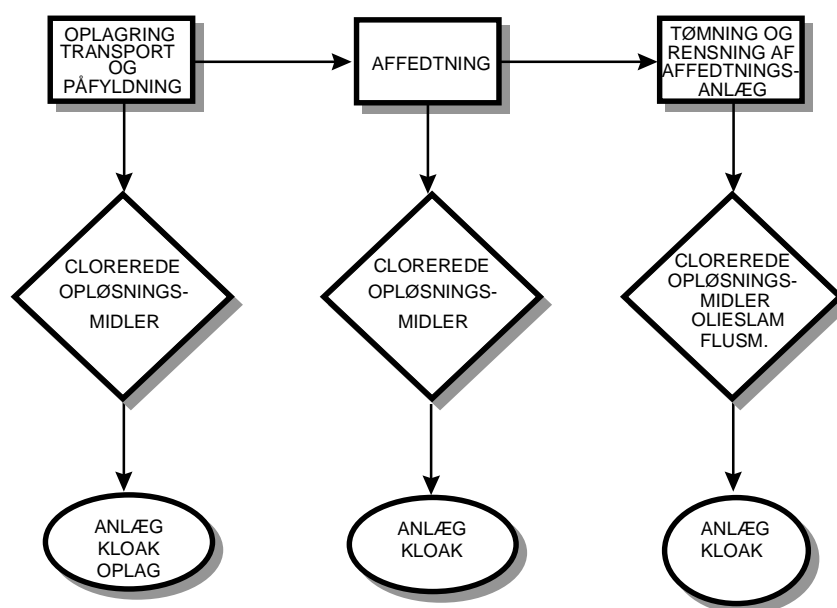 OPLAGRING
TRANSPORT
OG
PÅFYLDNING
AFFEDTNING
TØMNING OG
RENSNING AF
AFFEDTNINGS-
ANLÆG
CLOREREDE
OPLØSNINGS-
MIDLER
CLOREREDE
OPLØSNINGS-
MIDLER
CLOREREDE
OPLØSNINGS-
MIDLER
OLIESLAM
FLUSM.
ANLÆG
KLOAK
OPLAG
ANLÆG
KLOAK
ANLÆG
KLOAK